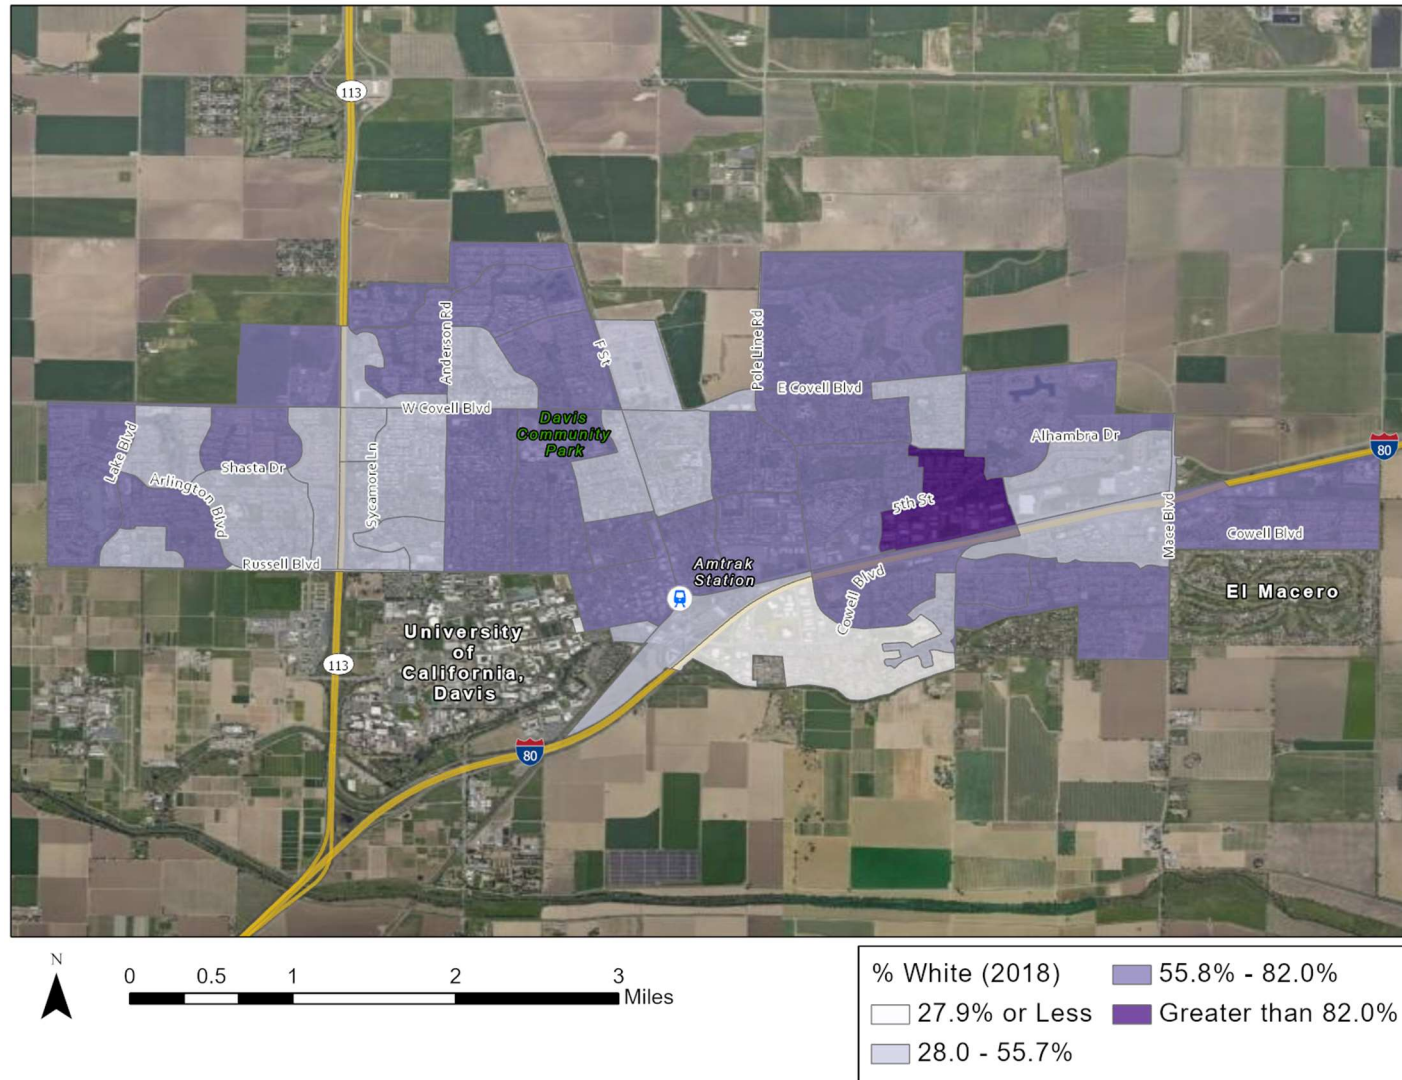 113
Anderson Rd
F St
Pole Line Rd
E Covell Blvd
W Covell Blvd
Davis
Community
Park
Lake Blvd
Shasta Dr
Arlington Blvd
Sycamore Ln
Alhambra Dr
80
5th St
Mace Blvd
Cowell Blvd
Russell Blvd
Amtrak
Station
Cowell Blvd
El Macero
University
of
California,
Davis
113
80
N
0 0.5 1 2 3
Miles
% White (2018)
27.9% or Less
28.0 - 55.7%
55.8% - 82.0%
Greater than 82.0%